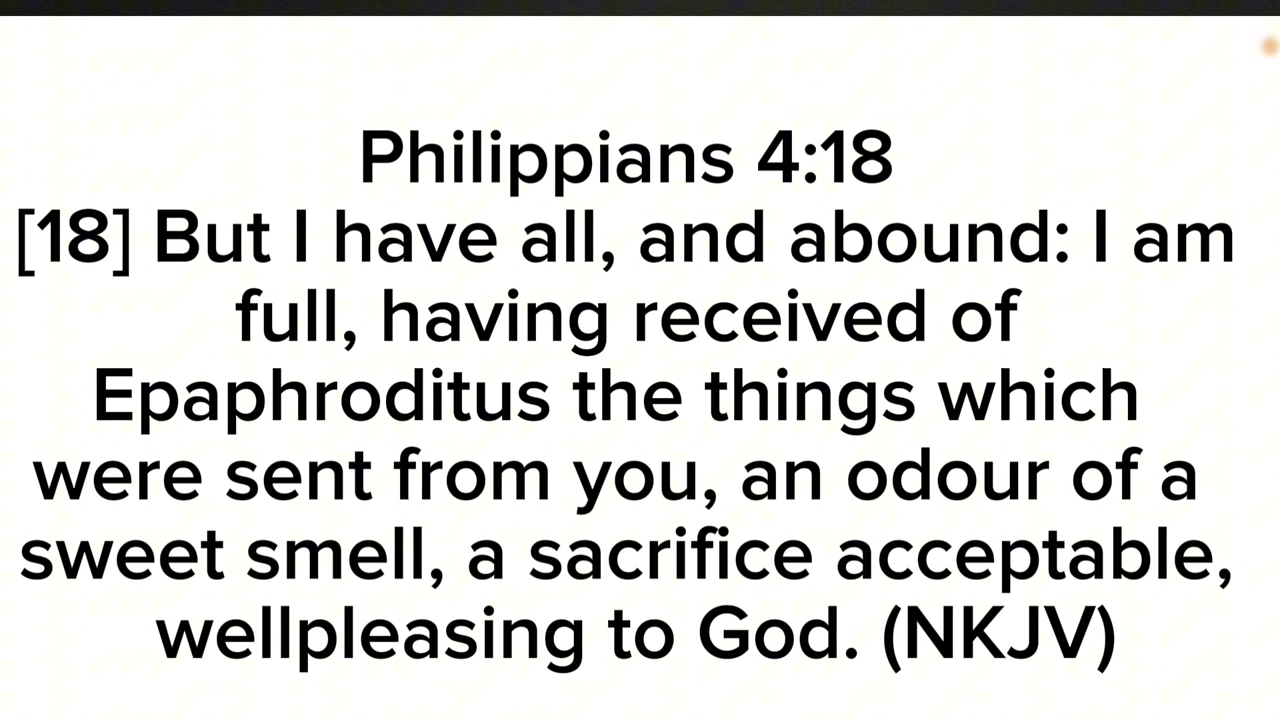 Philippians 4:18
[18] But I have all, and abound: I am
full, having received of
Epaphroditus the things which
were sent from you, an odour of a
sweet smell, a sacrifice acceptable,
wellpleasing to God. (NKJV)